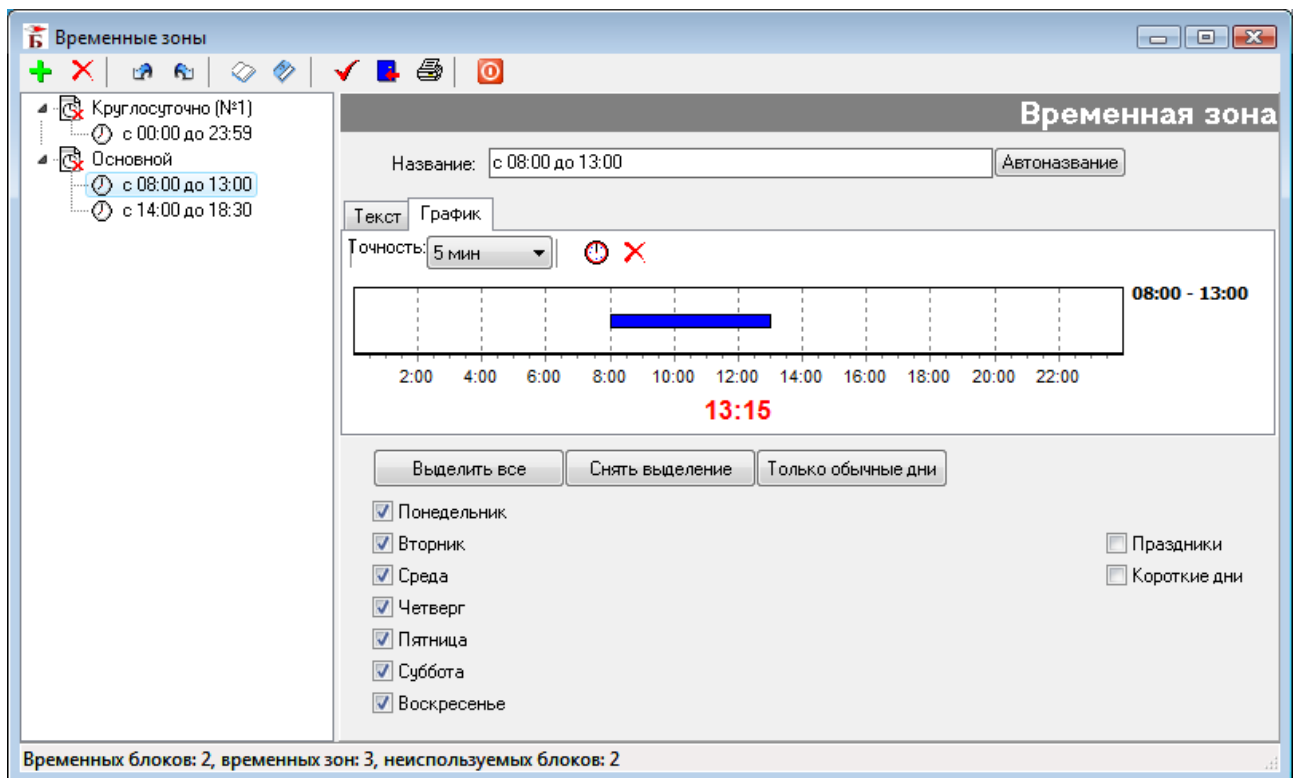 Временные зоны
Круглосуточно (№1)
с 00:00 до 23:59
Основной
с 08:00 до 13:00
с 14:00 до 18:30
Временная зона
Название: с 08:00 до 13:00 Автоназвание
Текст График
Точность: 5 мин
08:00 - 13:00
2:00 4:00 6:00 8:00 10:00 12:00 14:00 16:00 18:00 20:00 22:00
13:15
Выделить все Снять выделение Только обычные дни
Понедельник
Вторник Праздники
Среда Короткие дни
Четверг
Пятница
Суббота
Воскресенье
Временных блоков: 2, временных зон: 3, неиспользуемых блоков: 2